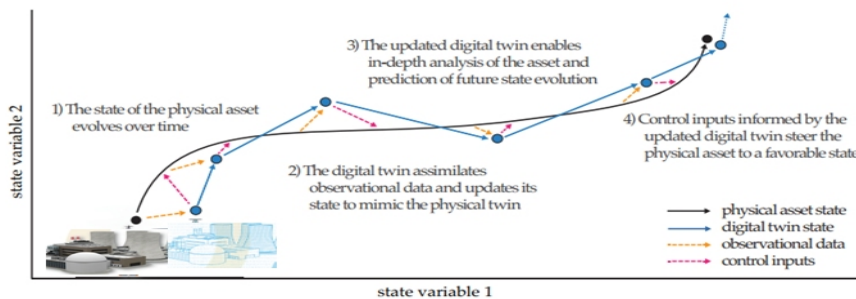 3) The updated digital twin enables
in-depth analysis of the asset and
prediction of future state evolution
1) The state of the physical asset
evolves over time
4) Control inputs informed by the
updated digital twin steer the
physical asset to a favorable state
2) The digital twin assimilates
observational data and updates its
state to mimic the physical twin
physical asset state
digital twin state
observational data
control inputs
state variable 2
state variable 1